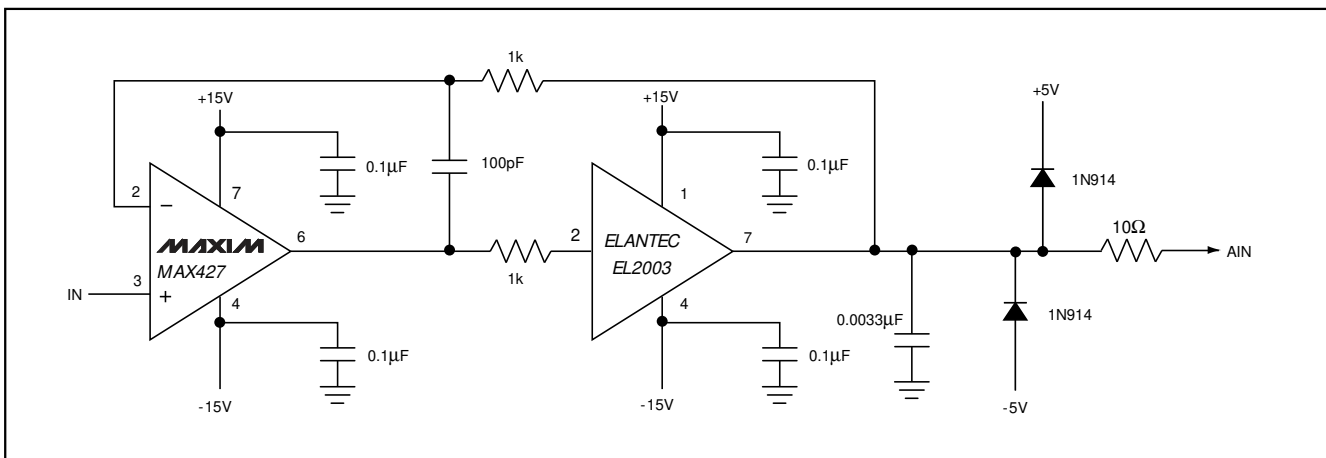 1k
+15V
+15V
+5V
0.1µF
100pF
0.1µF
2
7
1
1N914
−
MAXIM
MAX427
6
2
ELANTEC
EL2003
7
10Ω
AIN
1k
IN
3
+
4
4
0.0033µF
1N914
0.1µF
0.1µF
-15V
-15V
-5V